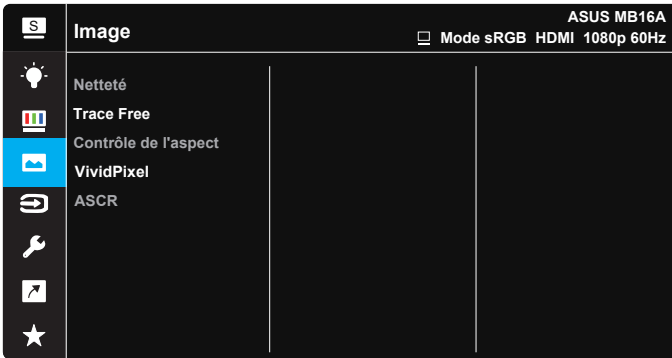 S
Image
ASUS MB16A
Mode sRGB HDMI 1080p 60Hz
Netteté
Trace Free
Contrôle de l'aspect
VividPixel
ASCR